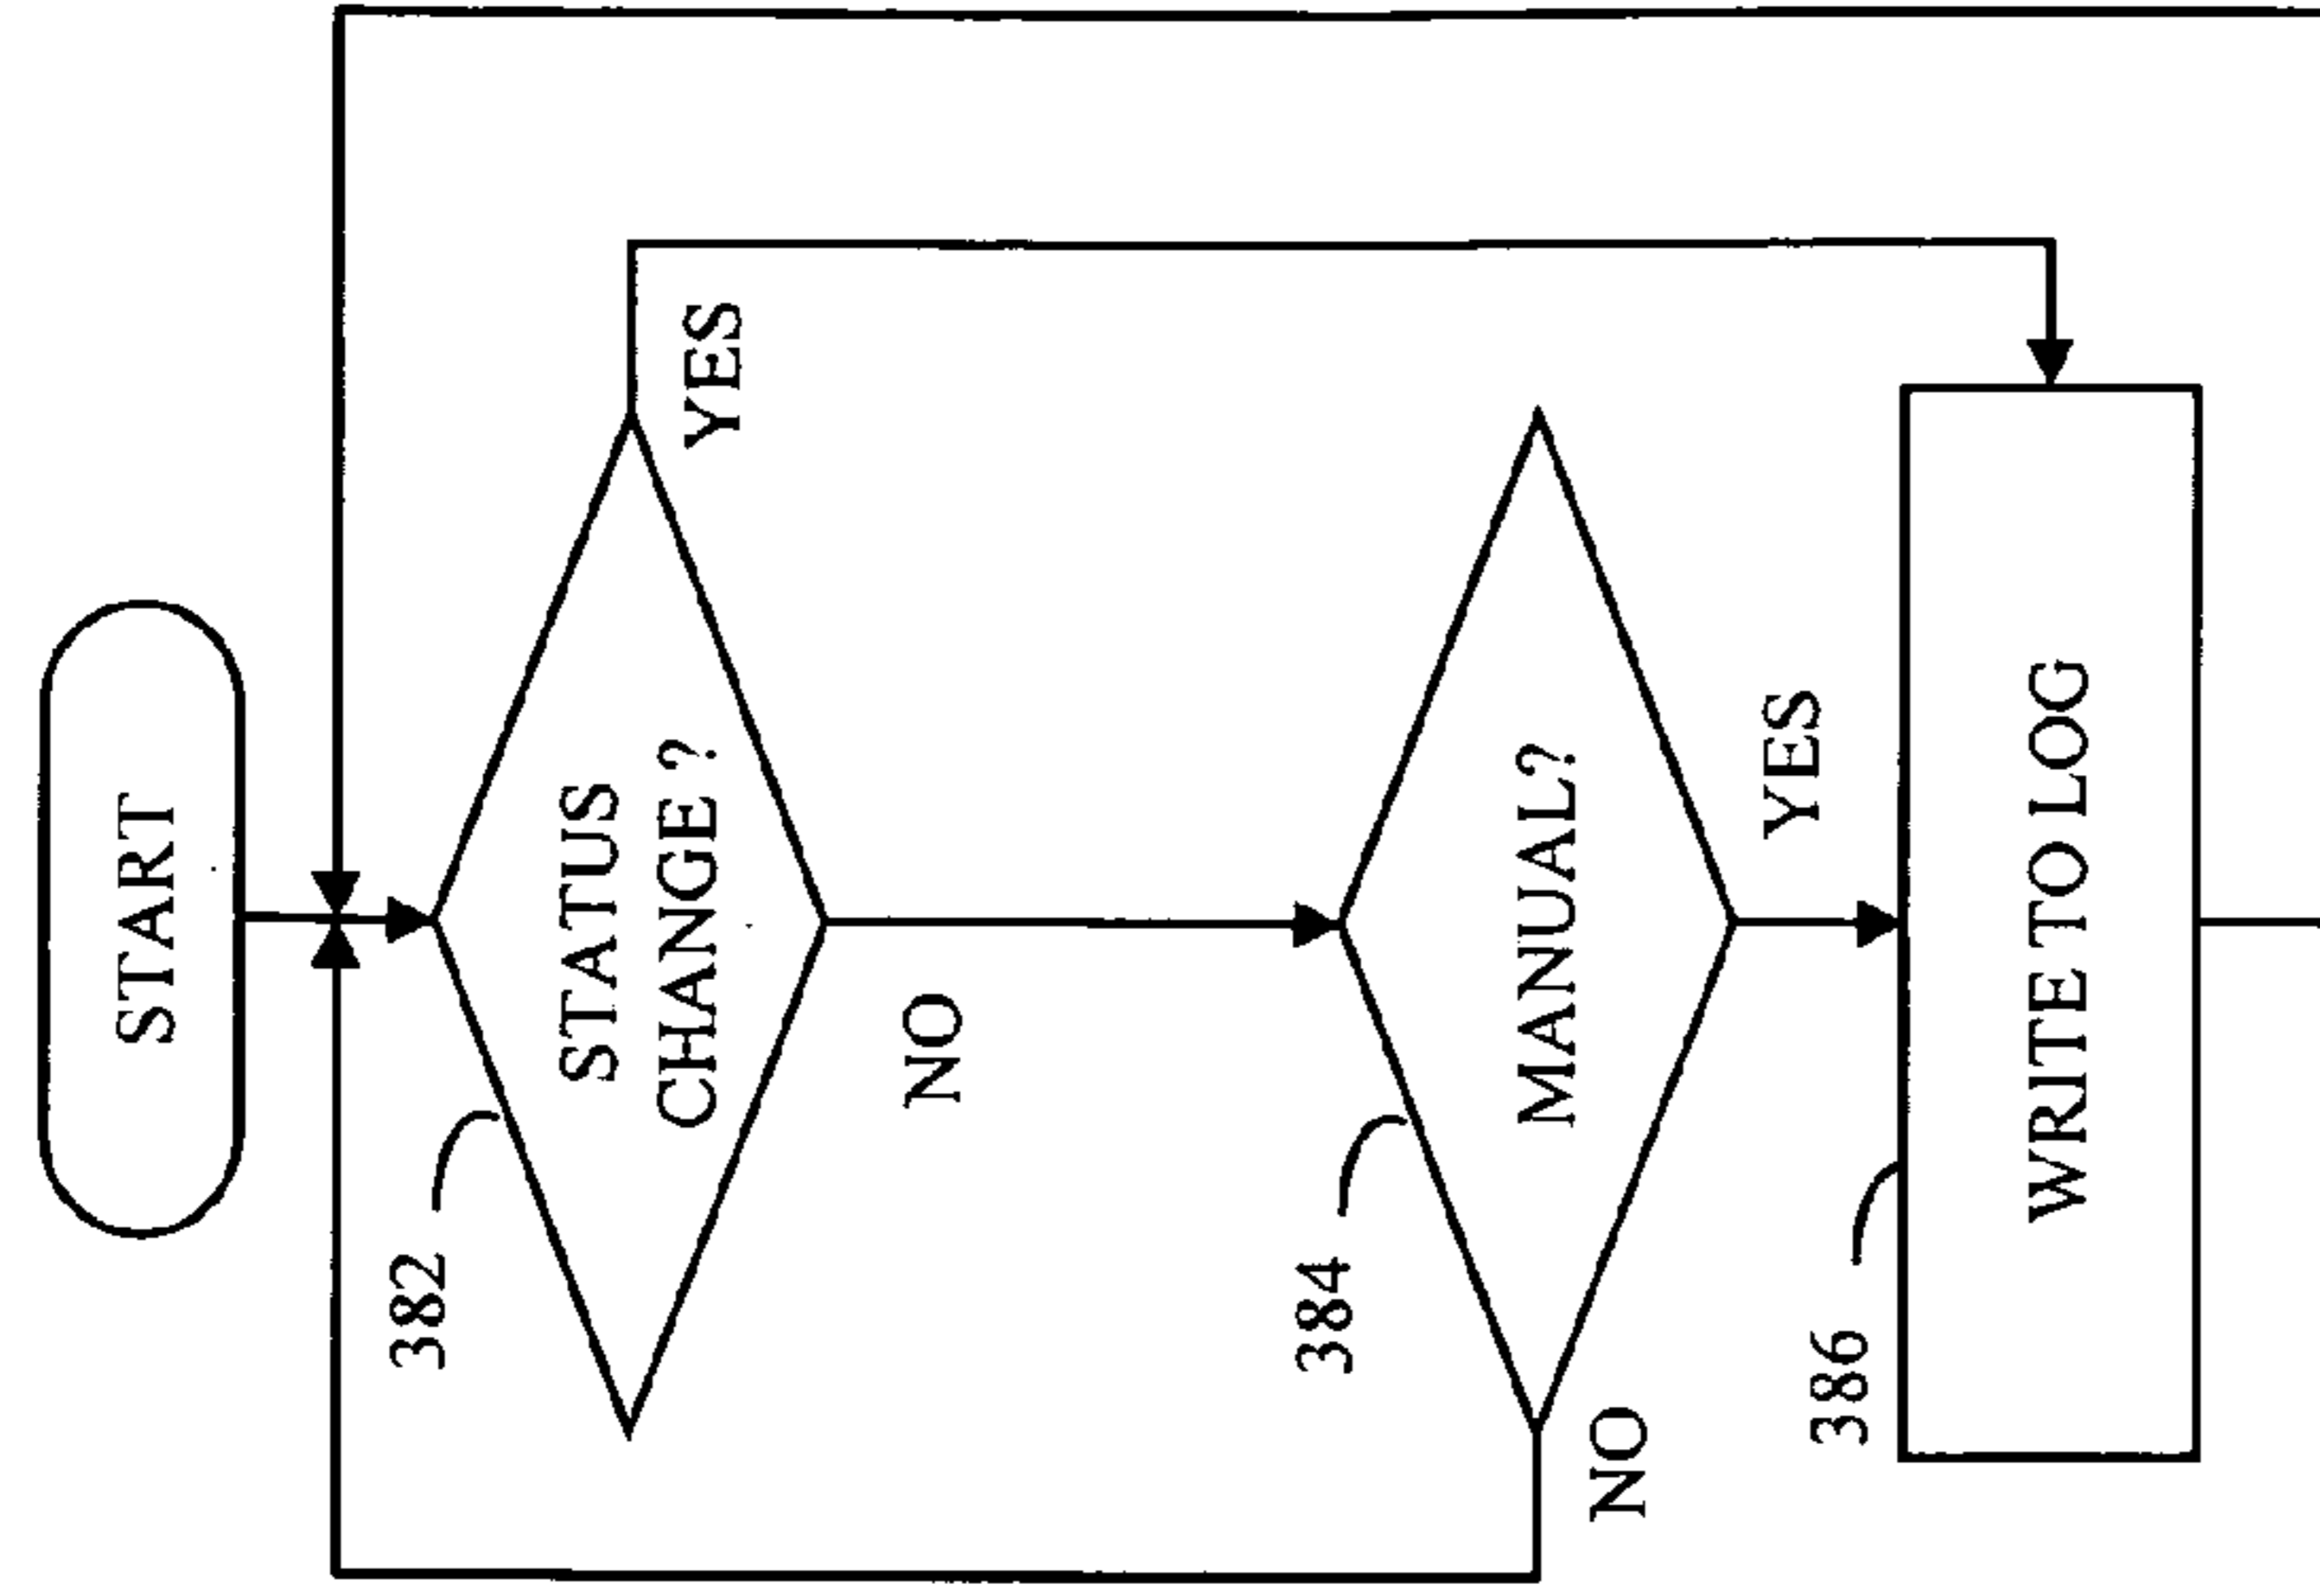 START
382
STATUS
CHANGE ?
YES
NO
384
MANUAL?
NO
YES
386
WRITE TO LOG